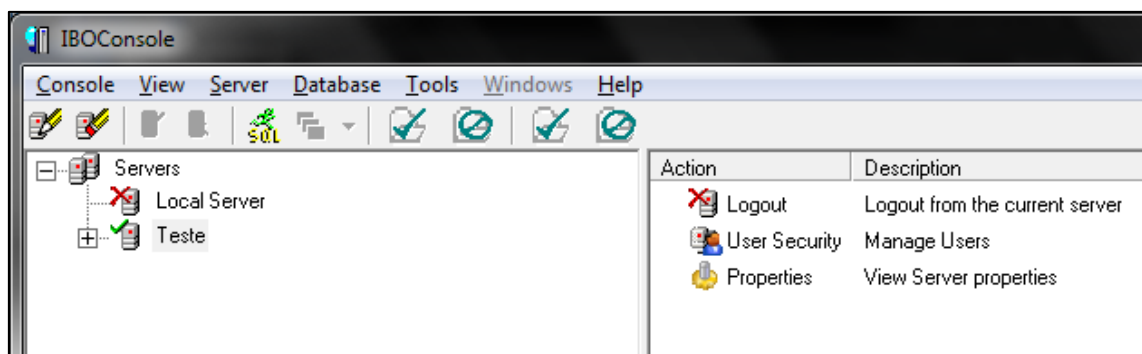 IBOConsole
Console View Server Database Tools Windows Help
SQL
Servers
Local Server
Teste
Action Description
Logout Logout from the current server
User Security Manage Users
Properties View Server properties